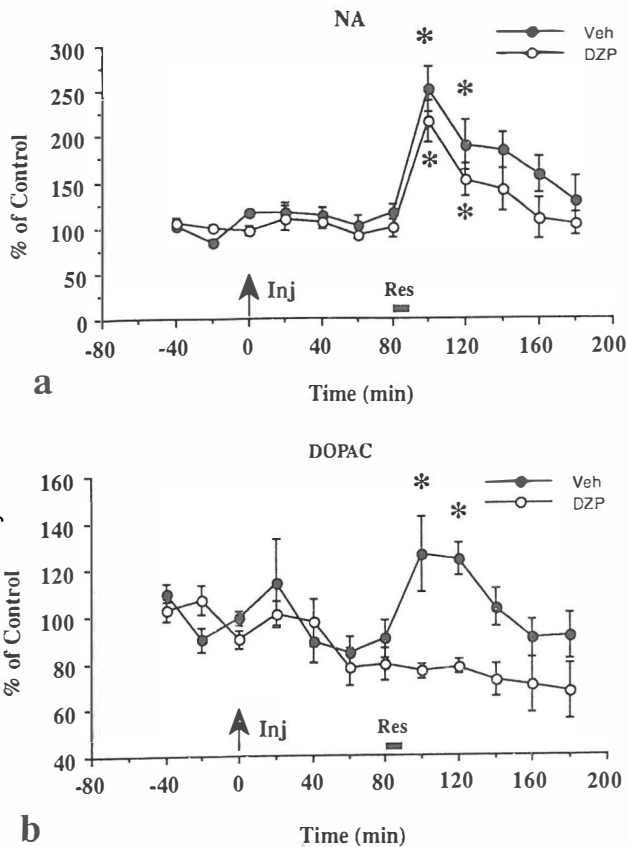 NA
Veh
DZP
300
250
200
150
100
50
0
% of Control
* *
* *
Inj
Res
-80 -40 0 40 80 120 160 200
Time (min)
a
DOPAC
Veh
DZP
160
140
120
100
80
60
40
% of Control
* *
Inj
Res
-80 -40 0 40 80 120 160 200
Time (min)
b